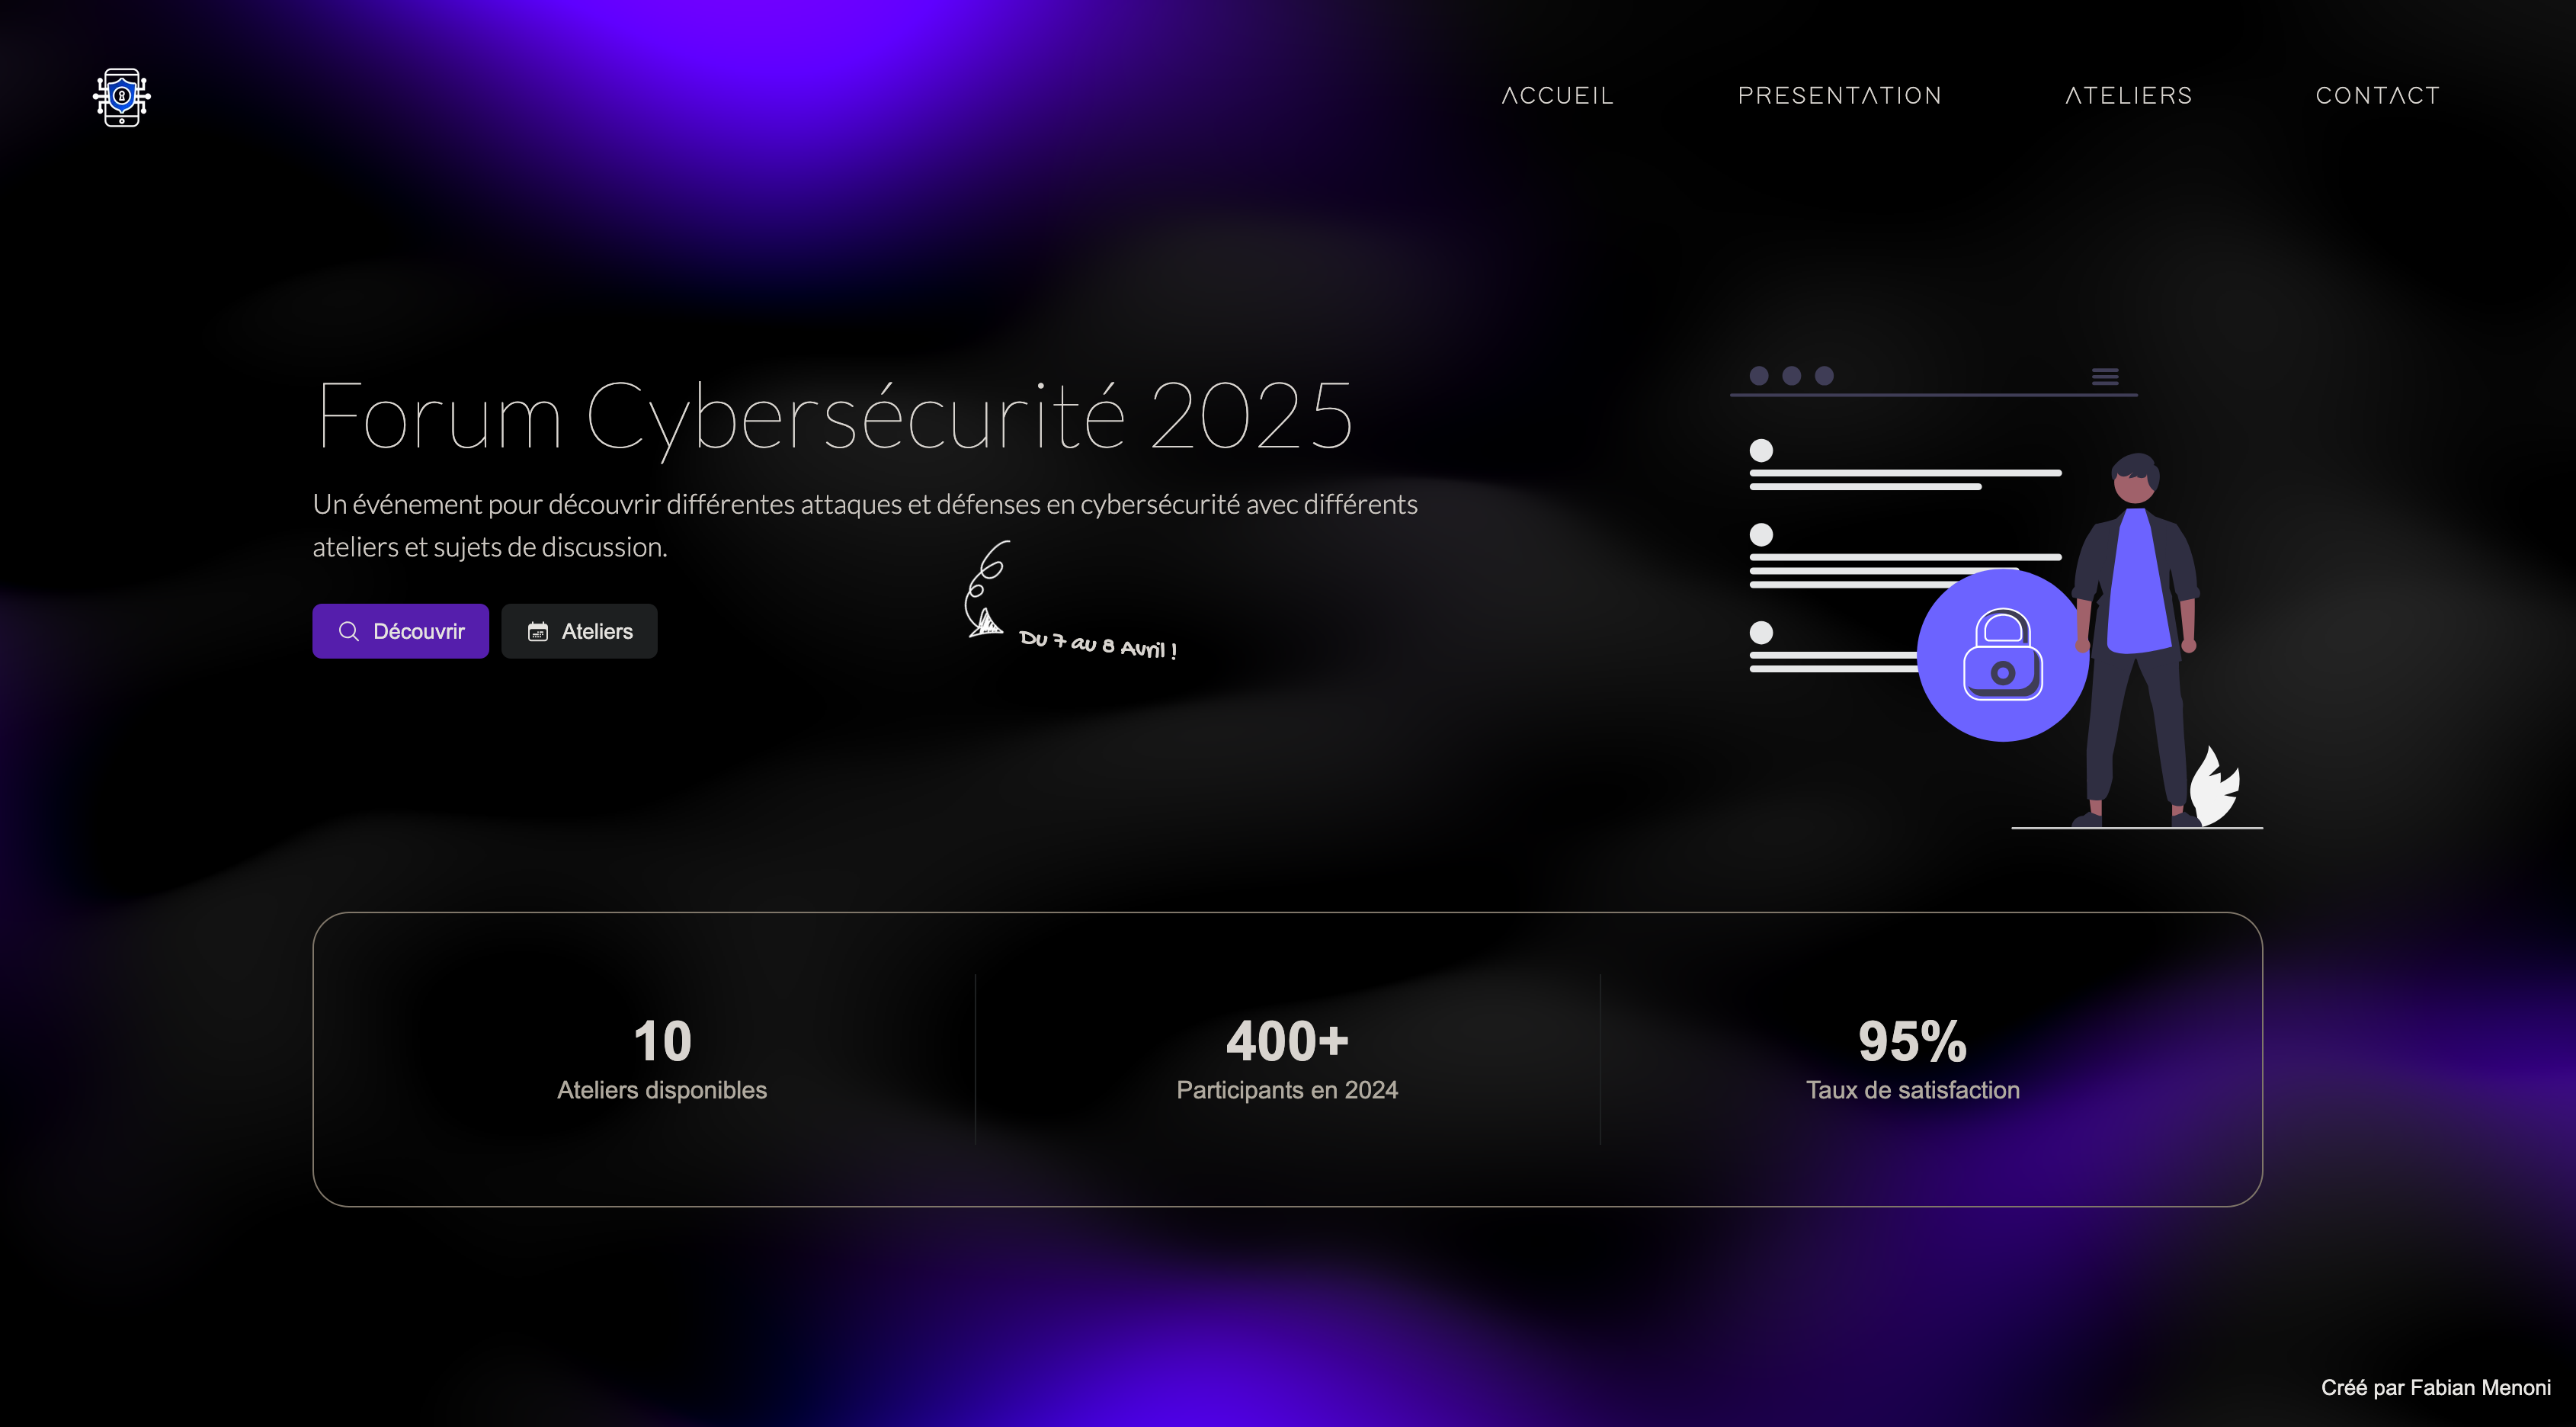 ACCUEIL PRESENTATION ATELIERS CONTACT
Forum Cybersécurité 2025
Un événement pour découvrir différentes attaques et défenses en cybersécurité avec différents
ateliers et sujets de discussion.
Découvrir Ateliers
Du 7 au 8 Avril !
10 400+ 95%
Ateliers disponibles Participants en 2024 Taux de satisfaction
Créé par Fabian Menoni